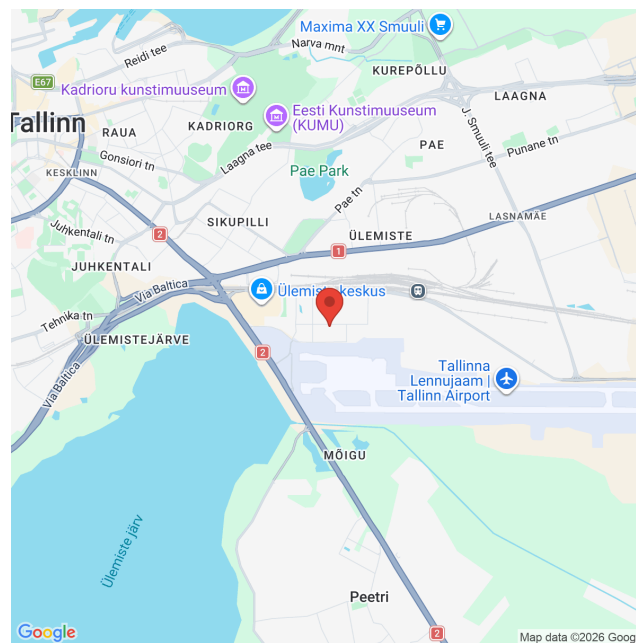 Maxima XX Smuuli
Narva mnt
Reidi tee
E67
KUREPÕLLU
Kadrioru kunstimuuseum
LAAGNA
Eesti Kunstimuuseum
(KUMU)
Tallinn
RAUA
KADRIORG
J. Smuuli tee
PAE
Punane tn
Gonsiori tn
Laagna tee
KESKLINN
Pae Park
Pae tn
LASNAMÄE
SIKUPILLI
Juhkentali tn
2
ÜLEMISTE
1
JUHKENTALI
Via Baltica
Ülemiste keskus
Tehnika tn
ÜLEMISTEJÄRVE
2
Via Baltica
Tallinna
Lennujaam |
Tallinn Airport
MÕIGU
Ülemiste järv
Peetri
2
Google
Map data ©2026 Goog